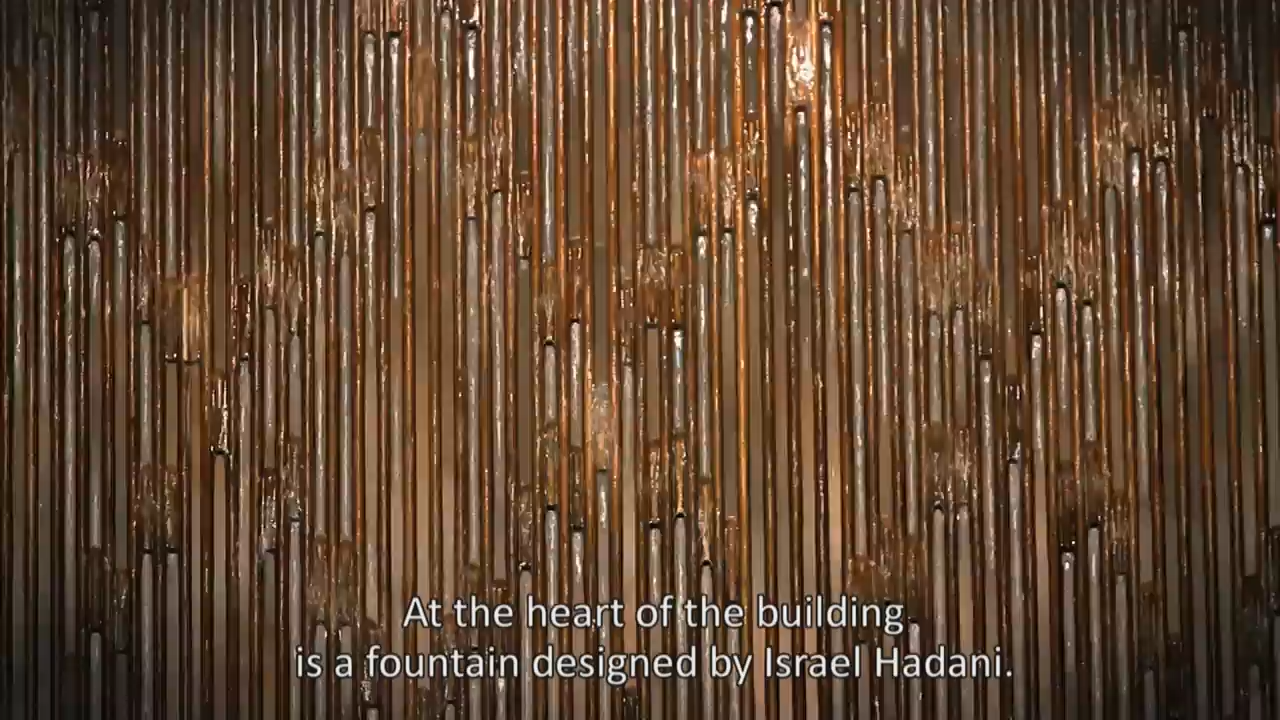 At the heart of the building
is a fountain designed by Israel Hadani.